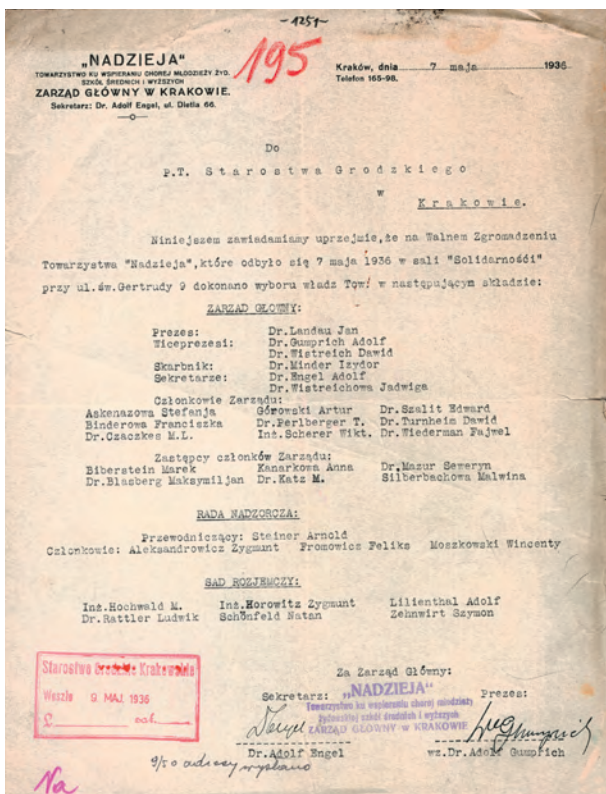 - 1251 -
195
„NADZIEJA“
TOWARZYSTWO KU WSPIERANIU CHOREJ MŁODZIEŻY ŻYD.
SZKÓŁ ŚREDNICH I WYŻSZYCH
ZARZĄD GŁÓWNY W KRAKOWIE.
Sekretarz: Dr. Adolf Engel, ul. Dietla 66.
Kraków, dnia 7 maja 1936
Telefon 165-98.
Do
P.T. Starostwa Grodzkiego
w
Krakowie.
Niniejszem zawiadamiamy uprzejmie,że na Walnem Zgromadzeniu
Towarzystwa "Nadzieja",które odbyło się 7 maja 1936 w sali "Solidarnośći"
przy ul.św.Gertrudy 9 dokonano wyboru władz Tow! w następującym składzie:
ZARZĄD GŁÓWNY:
Prezes: Dr.Landau Jan
Wiceprezesi: Dr.Gumprich Adolf
Dr.Wistreich Dawid
Skarbnik: Dr.Minder Izydor
Sekretarze: Dr.Engel Adolf
Dr.Wistreichowa Jadwiga
Członkowie Zarządu:
Askenazowa Stefanja Górowski Artur Dr.Szalit Edward
Binderowa Franciszka Dr.Perlberger T. Dr.Turnheim Dawid
Dr.Czaczkes M.L. Inż.Scherer Wikt. Dr.Wiederman Fajwel
Zastępcy członków Zarządu:
Biberstein Marek Kanarkowa Anna Dr.Mazur Seweryn
Dr.Blasberg Maksymiljan Dr.Katz M. Silberbachowa Malwina
RADA NADZORCZA:
Przewodniczący: Steiner Arnold
Członkowie: Aleksandrowicz Zygmunt Fromowicz Feliks Moszkowski Wincenty
SĄD ROZJEMCZY:
Inż.Hochwald M. Inż.Horowitz Zygmunt Lilienthal Adolf
Dr.Rattler Ludwik Schönfeld Natan Zehnwirt Szymon
Starostwo Grodzkie Krakowskie
Weszło 9. MAJ. 1936
L. zał.
Za Zarząd Główny:
Sekretarz: Prezes:
„NADZIEJA“
Towarzystwo ku wspieraniu chorej młodzieży
żydowskiej szkół średnich i wyższych
ZARZĄD GŁÓWNY w KRAKOWIE
Dr.Adolf Engel wz.Dr.Adolf Gumprich
9/50 adresy wysłano
Na